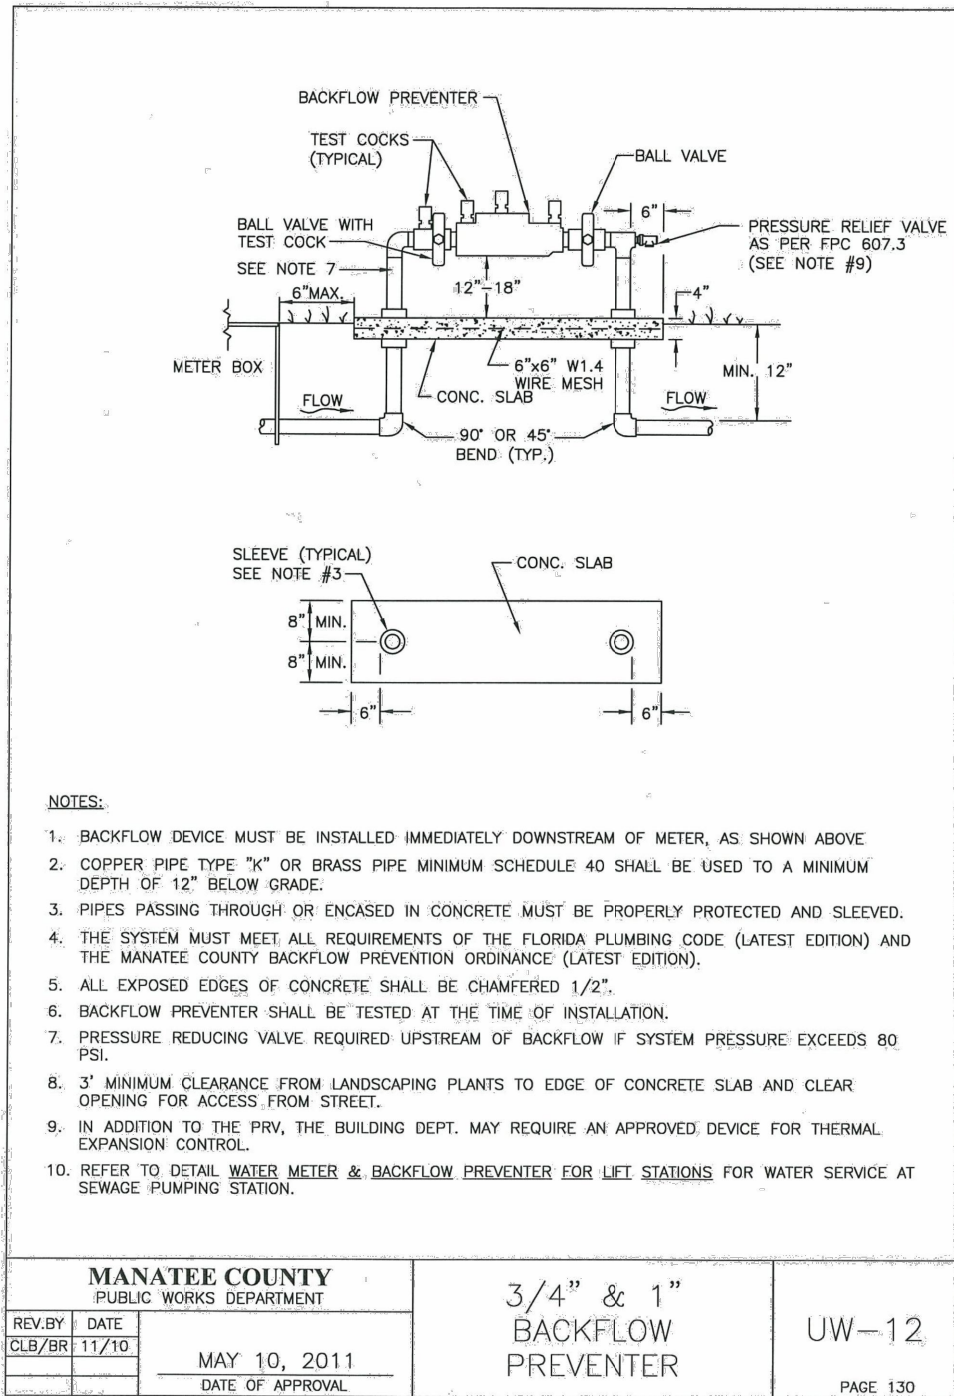 BACKFLOW PREVENTER
TEST COCKS
(TYPICAL)
BALL VALVE
BALL VALVE WITH
TEST COCK
SEE NOTE 7
6"
PRESSURE RELIEF VALVE
AS PER FPC 607.3
(SEE NOTE #9)
6"MAX.
12"-18"
4"
METER BOX
6"x6" W1.4
WIRE MESH
MIN. 12"
CONC. SLAB
FLOW
FLOW
90° OR 45°
BEND (TYP.)
SLEEVE (TYPICAL)
SEE NOTE #3
CONC. SLAB
8" MIN.
8" MIN.
6"
6"
NOTES:
1. BACKFLOW DEVICE MUST BE INSTALLED IMMEDIATELY DOWNSTREAM OF METER, AS SHOWN ABOVE
2. COPPER PIPE TYPE "K" OR BRASS PIPE MINIMUM SCHEDULE 40 SHALL BE USED TO A MINIMUM
DEPTH OF 12" BELOW GRADE.
3. PIPES PASSING THROUGH OR ENCASED IN CONCRETE MUST BE PROPERLY PROTECTED AND SLEEVED.
4. THE SYSTEM MUST MEET ALL REQUIREMENTS OF THE FLORIDA PLUMBING CODE (LATEST EDITION) AND
THE MANATEE COUNTY BACKFLOW PREVENTION ORDINANCE (LATEST EDITION).
5. ALL EXPOSED EDGES OF CONCRETE SHALL BE CHAMFERED 1/2".
6. BACKFLOW PREVENTER SHALL BE TESTED AT THE TIME OF INSTALLATION.
7. PRESSURE REDUCING VALVE REQUIRED UPSTREAM OF BACKFLOW IF SYSTEM PRESSURE EXCEEDS 80
PSI.
8. 3' MINIMUM CLEARANCE FROM LANDSCAPING PLANTS TO EDGE OF CONCRETE SLAB AND CLEAR
OPENING FOR ACCESS FROM STREET.
9. IN ADDITION TO THE PRV, THE BUILDING DEPT. MAY REQUIRE AN APPROVED DEVICE FOR THERMAL
EXPANSION CONTROL.
10. REFER TO DETAIL WATER METER & BACKFLOW PREVENTER FOR LIFT STATIONS FOR WATER SERVICE AT
SEWAGE PUMPING STATION.
MANATEE COUNTY
PUBLIC WORKS DEPARTMENT
REV.BY DATE
CLB/BR 11/10
MAY 10, 2011
DATE OF APPROVAL
3/4" & 1"
BACKFLOW
PREVENTER
UW-12
PAGE 130